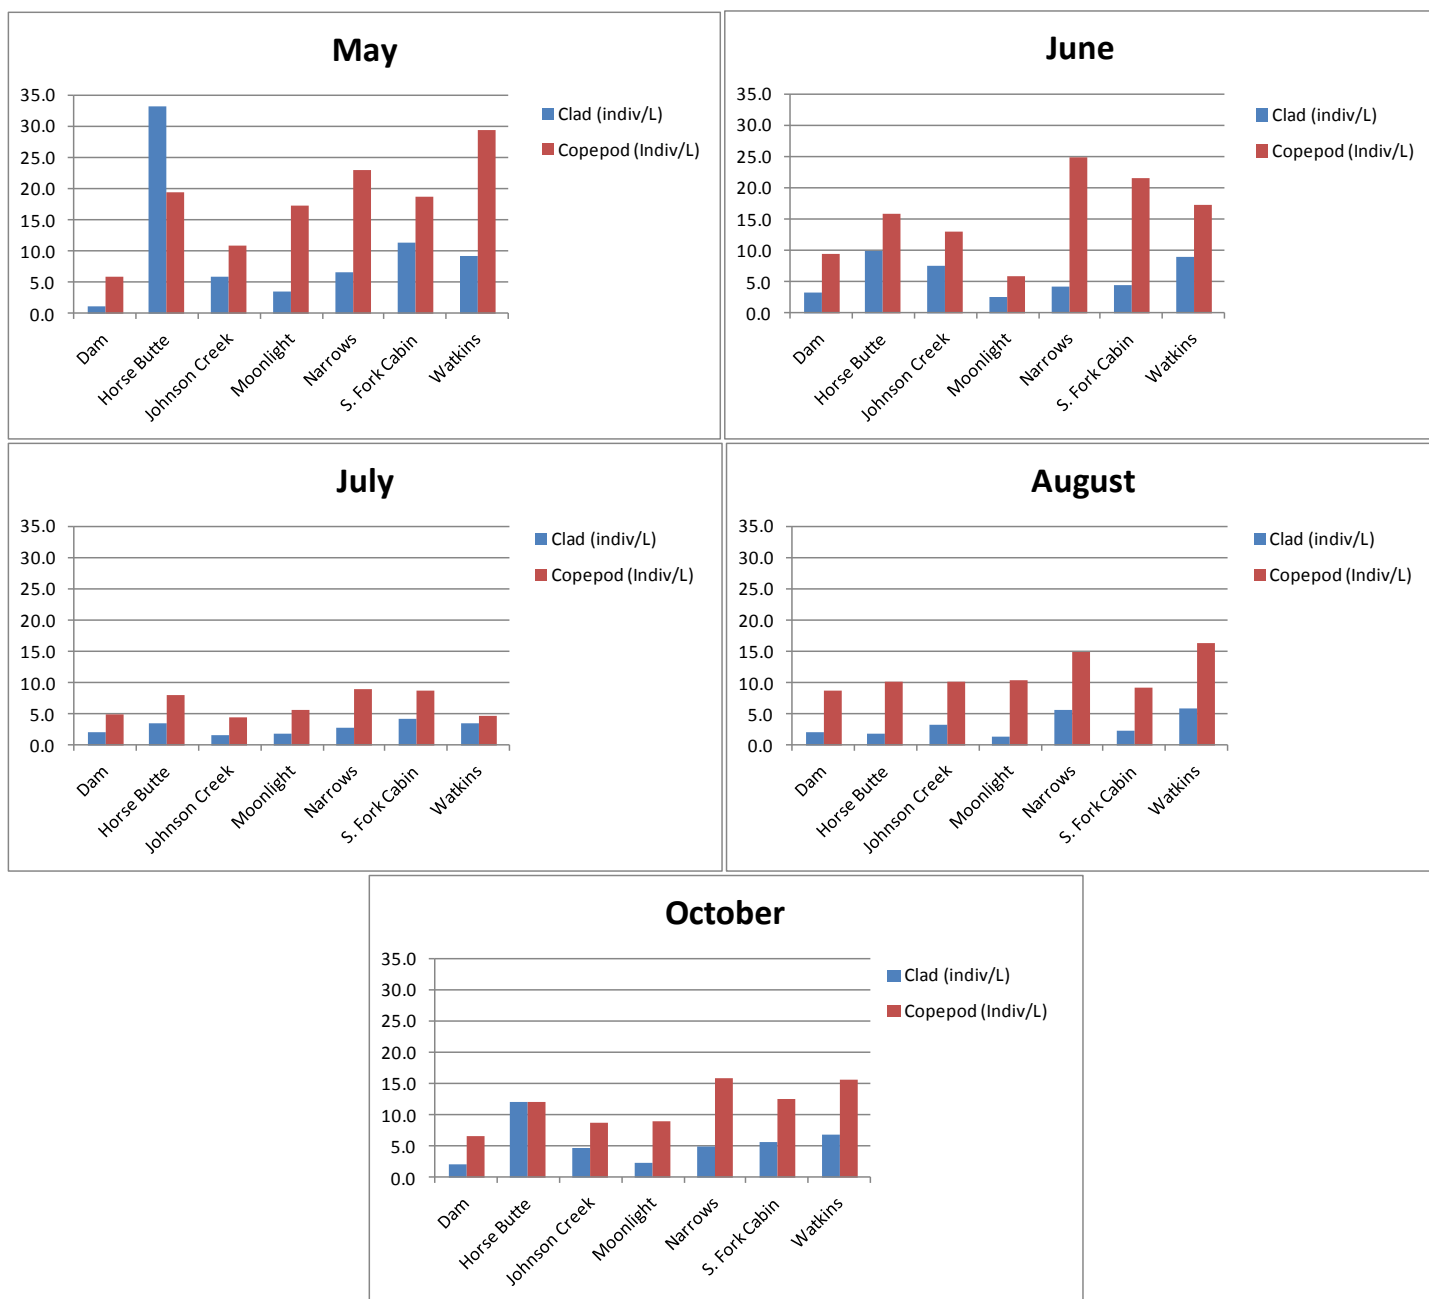 May
35.0
30.0
25.0
20.0
15.0
10.0
5.0
0.0
Dam
Horse Butte
Johnson Creek
Moonlight
Narrows
S. Fork Cabin
Watkins
Clad (indiv/L)
Copepod (Indiv/L)
June
35.0
30.0
25.0
20.0
15.0
10.0
5.0
0.0
Dam
Horse Butte
Johnson Creek
Moonlight
Narrows
S. Fork Cabin
Watkins
Clad (indiv/L)
Copepod (Indiv/L)
July
35.0
30.0
25.0
20.0
15.0
10.0
5.0
0.0
Dam
Horse Butte
Johnson Creek
Moonlight
Narrows
S. Fork Cabin
Watkins
Clad (indiv/L)
Copepod (Indiv/L)
August
35.0
30.0
25.0
20.0
15.0
10.0
5.0
0.0
Dam
Horse Butte
Johnson Creek
Moonlight
Narrows
S. Fork Cabin
Watkins
Clad (indiv/L)
Copepod (Indiv/L)
October
35.0
30.0
25.0
20.0
15.0
10.0
5.0
0.0
Dam
Horse Butte
Johnson Creek
Moonlight
Narrows
S. Fork Cabin
Watkins
Clad (indiv/L)
Copepod (Indiv/L)